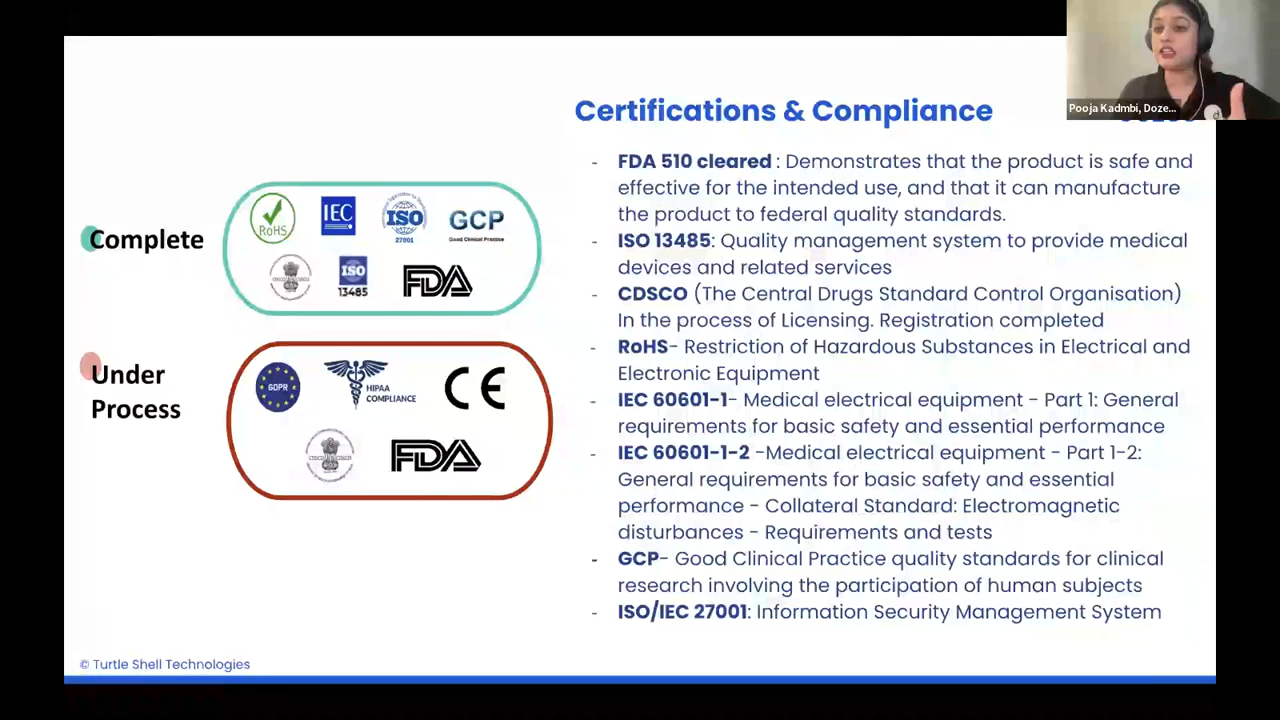 Pooja Kadmbi, Doze...
Certifications & Compliance
Complete
RoHS
IEC
ISO
27001
GCP
Good Clinical Practice
ISO
13485
FDA
Under
Process
GDPR
HIPAA
COMPLIANCE
CE
FDA
- FDA 510 cleared : Demonstrates that the product is safe and
effective for the intended use, and that it can manufacture
the product to federal quality standards.
- ISO 13485: Quality management system to provide medical
devices and related services
- CDSCO (The Central Drugs Standard Control Organisation)
In the process of Licensing. Registration completed
- RoHS- Restriction of Hazardous Substances in Electrical and
Electronic Equipment
- IEC 60601-1- Medical electrical equipment - Part 1: General
requirements for basic safety and essential performance
- IEC 60601-1-2 -Medical electrical equipment - Part 1-2:
General requirements for basic safety and essential
performance - Collateral Standard: Electromagnetic
disturbances - Requirements and tests
- GCP- Good Clinical Practice quality standards for clinical
research involving the participation of human subjects
- ISO/IEC 27001: Information Security Management System
© Turtle Shell Technologies